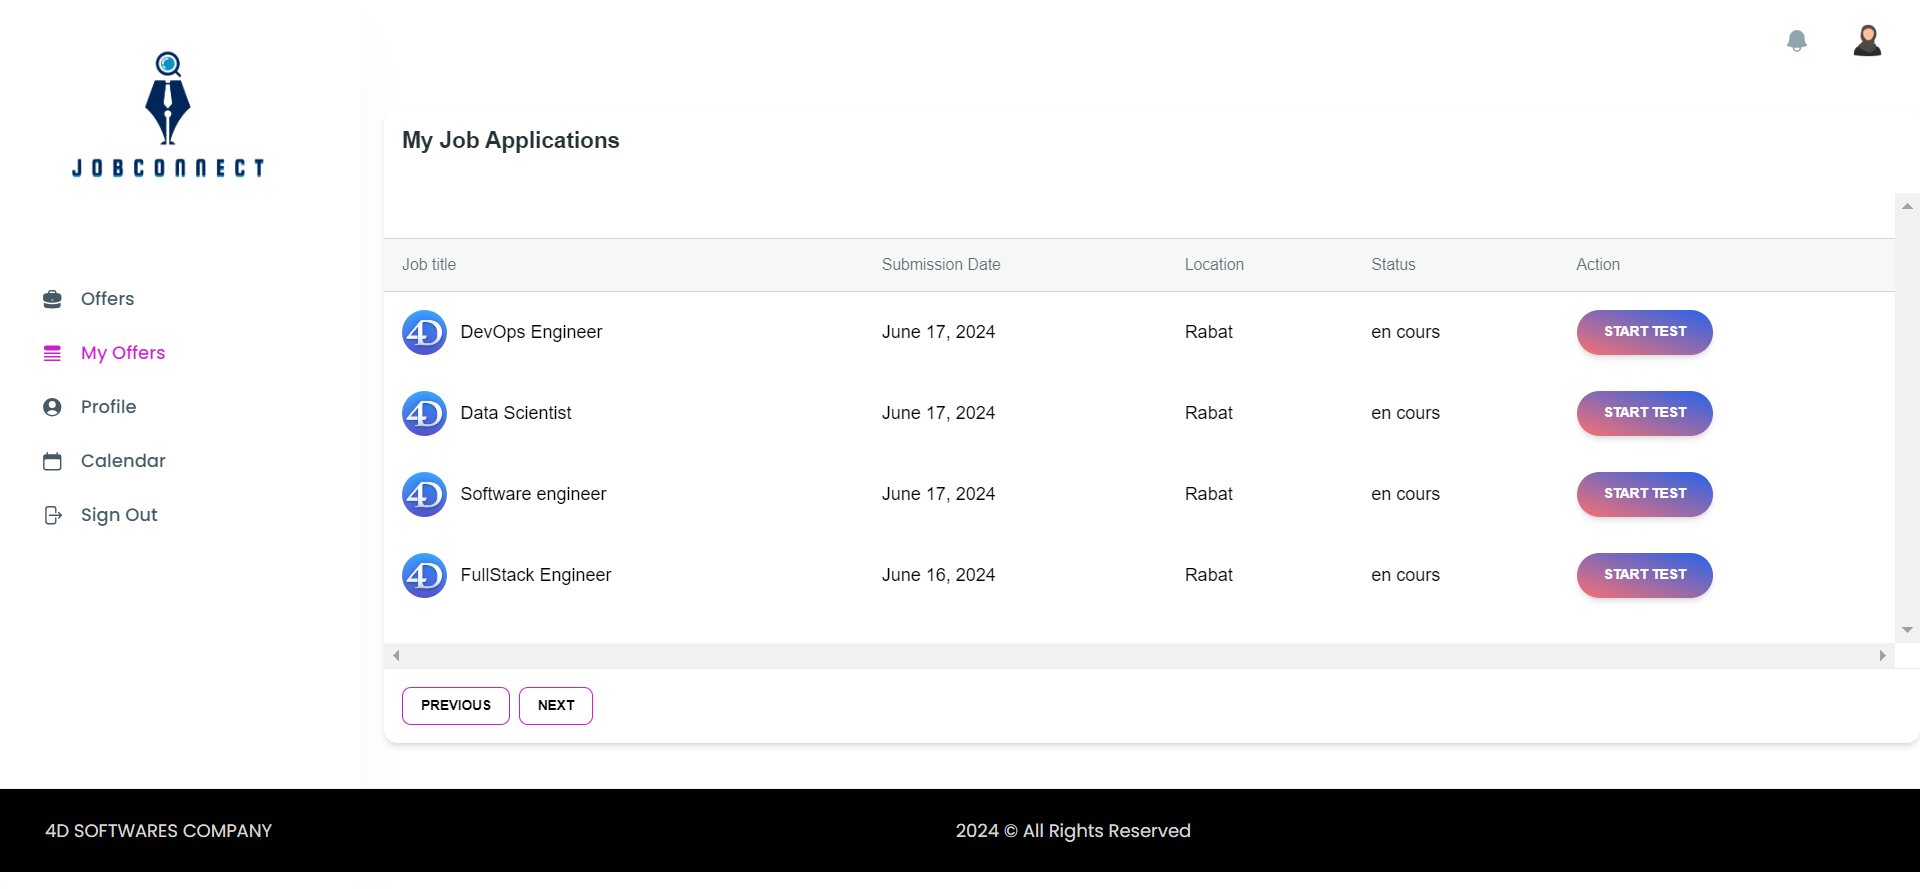 JOBCONNECT
Offers
My Offers
Profile
Calendar
Sign Out
My Job Applications
Job title Submission Date Location Status Action
4D DevOps Engineer June 17, 2024 Rabat en cours START TEST
4D Data Scientist June 17, 2024 Rabat en cours START TEST
4D Software engineer June 17, 2024 Rabat en cours START TEST
4D FullStack Engineer June 16, 2024 Rabat en cours START TEST
PREVIOUS NEXT
4D SOFTWARES COMPANY 2024 © All Rights Reserved